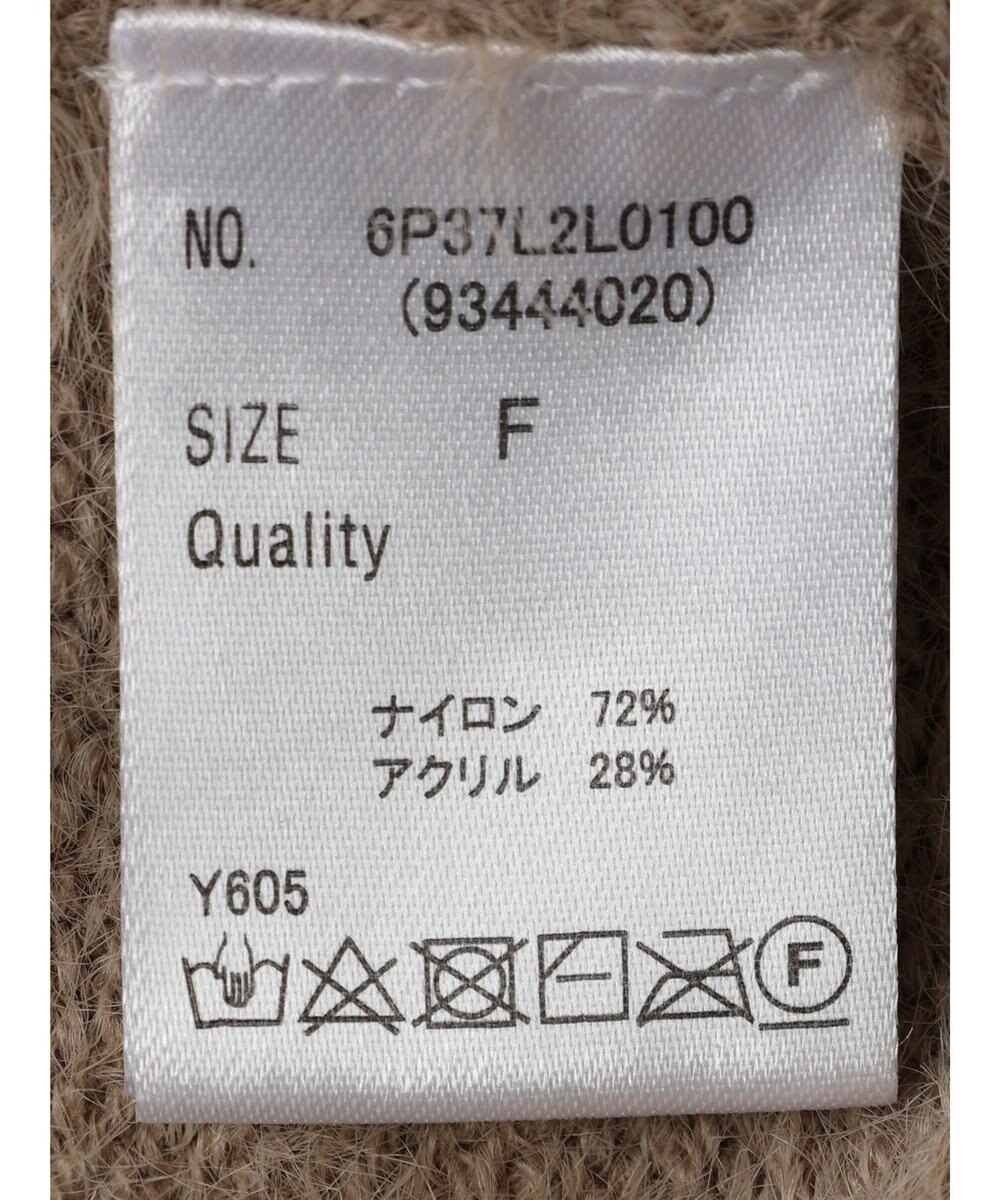 NO. 6P37L2L0100
(93444020)
SIZE F
Quality
ナイロン 72%
アクリル 28%
Y605
F